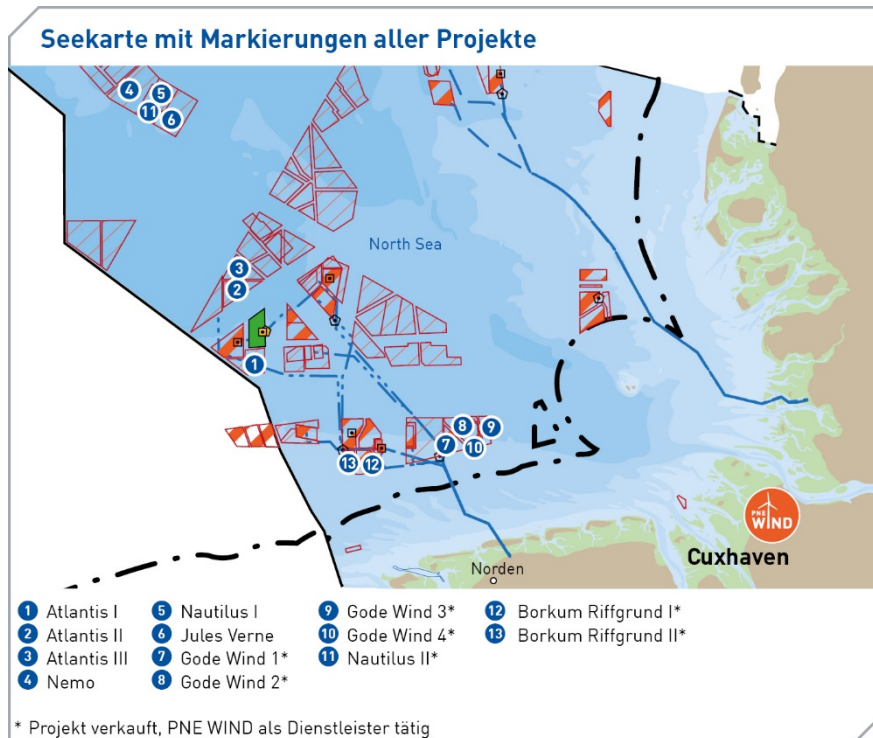 Seekarte mit Markierungen aller Projekte
4
5
11
6
North Sea
3
2
1
8
9
7
10
13
12
PNE
WIND
Cuxhaven
Norden
1 Atlantis I
2 Atlantis II
3 Atlantis III
4 Nemo
5 Nautilus I
6 Jules Verne
7 Gode Wind 1*
8 Gode Wind 2*
9 Gode Wind 3*
10 Gode Wind 4*
11 Nautilus II*
12 Borkum Riffgrund I*
13 Borkum Riffgrund II*
* Projekt verkauft, PNE WIND als Dienstleister tätig